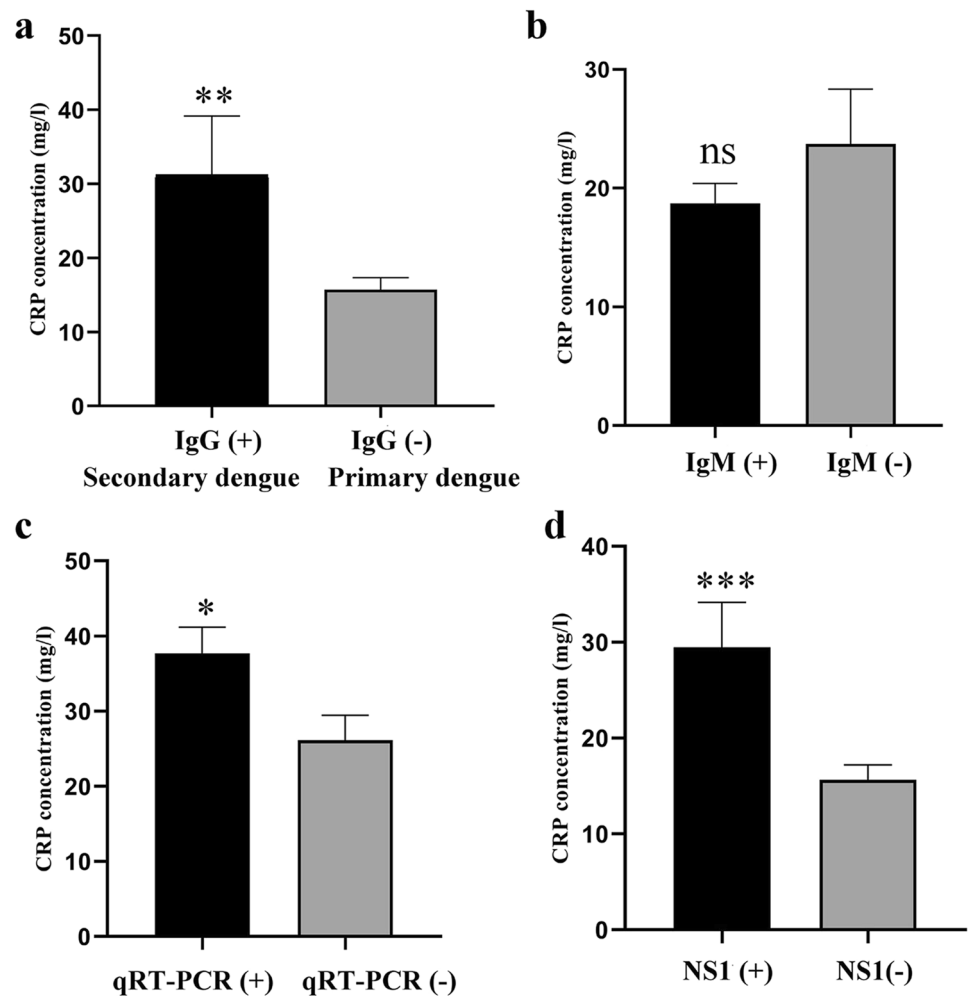 a
50
40
30
20
10
0
CRP concentration (mg/l)
**
IgG (+)
IgG (-)
Secondary dengue
Primary dengue
b
30
20
10
0
CRP concentration (mg/l)
ns
IgM (+)
IgM (-)
c
50
40
30
20
10
0
CRP concentration (mg/l)
*
qRT-PCR (+)
qRT-PCR (-)
d
40
30
20
10
0
CRP concentration (mg/l)
***
NS1 (+)
NS1(-)